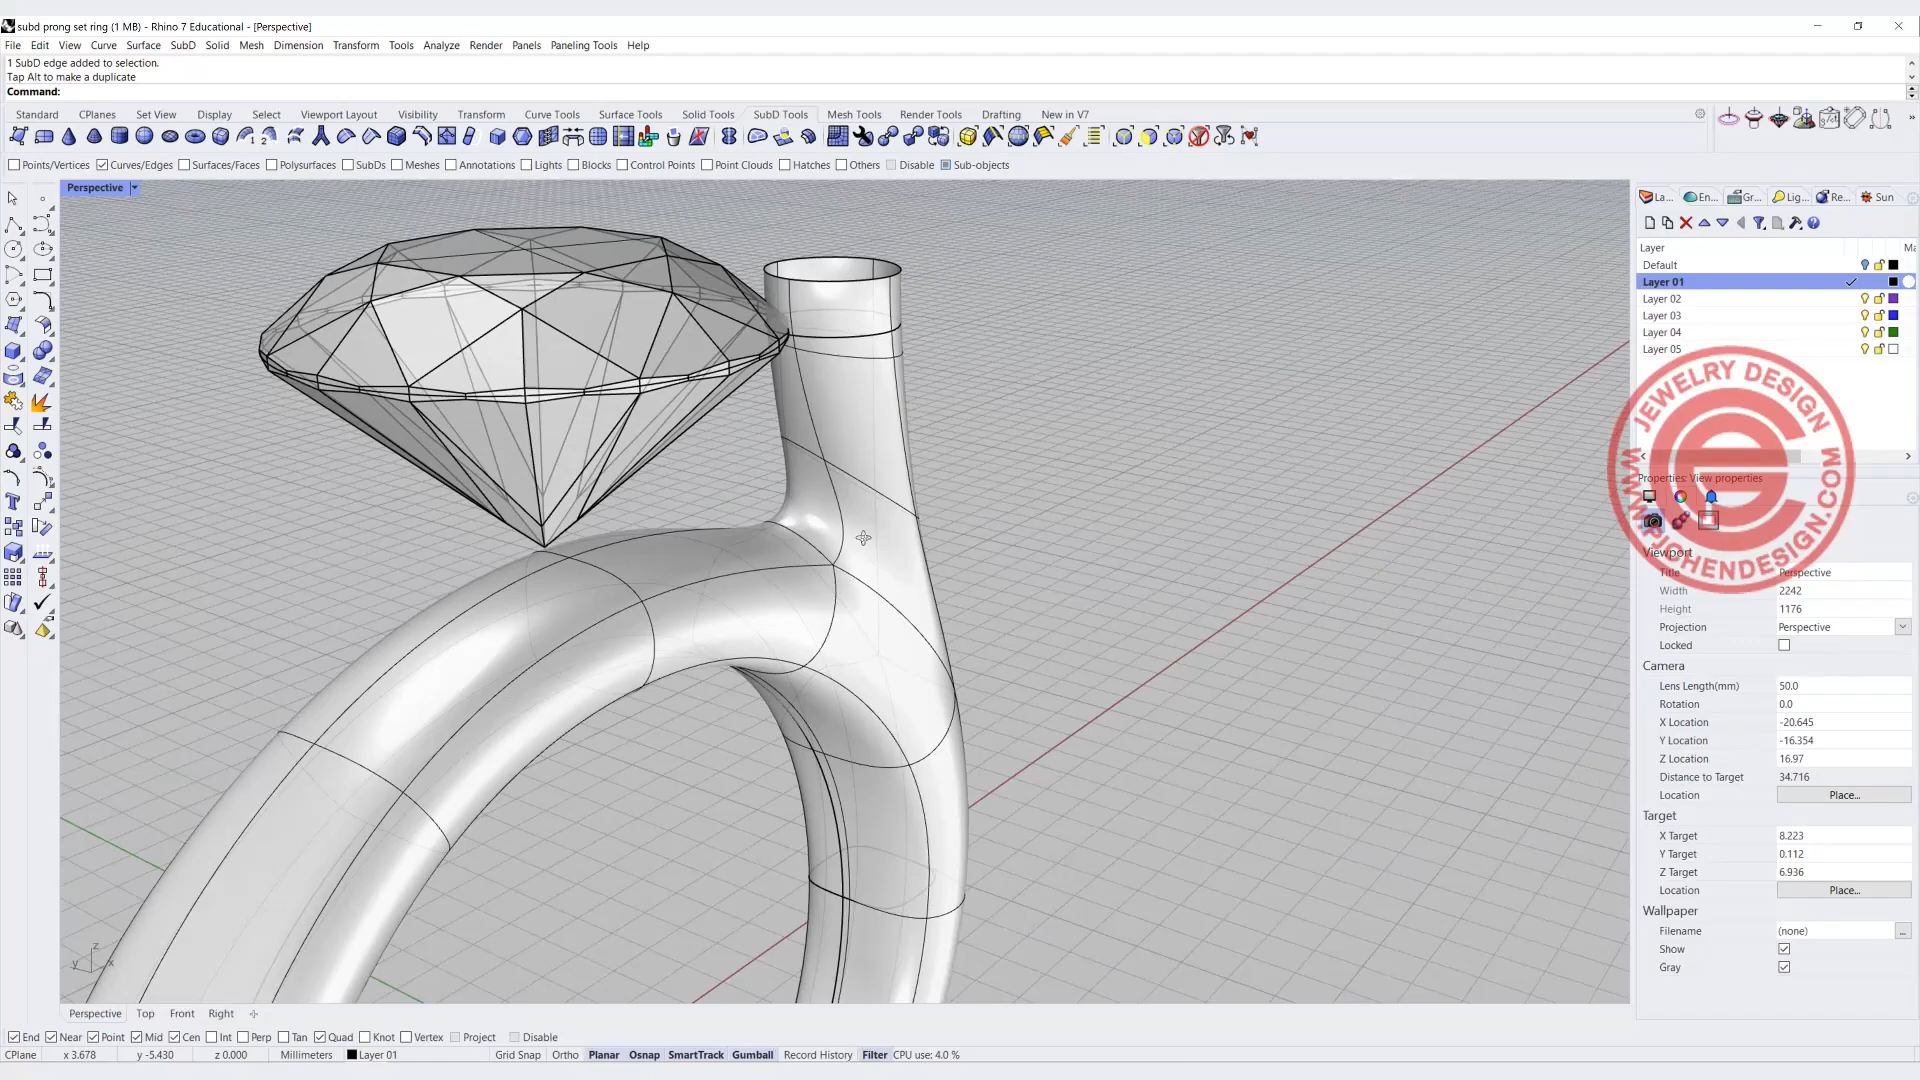 subd prong set ring (1 MB) - Rhino 7 Educational - [Perspective]
File Edit View Curve Surface SubD Solid Mesh Dimension Transform Tools Analyze Render Panels Paneling Tools Help
1 SubD edge added to selection.
Tap Alt to make a duplicate
Command:
Standard CPlanes Set View Display Select Viewport Layout Visibility Transform Curve Tools Surface Tools Solid Tools SubD Tools Mesh Tools Render Tools Drafting New in V7
Points/Vertices Curves/Edges Surfaces/Faces Polysurfaces SubDs Meshes Annotations Lights Blocks Control Points Point Clouds Hatches Others Disable Sub-objects
Perspective
La... En... Gr... Lig... Re... Sun
Layer Ma
Default
Layer 01
Layer 02
Layer 03
Layer 04
Layer 05
JEWELRY DESIGN
WWW.PJCHENDESIGN.COM
Properties: View properties
Viewport
Title Perspective
Width 2242
Height 1176
Projection Perspective
Locked
Camera
Lens Length(mm) 50.0
Rotation 0.0
X Location -20.645
Y Location -16.354
Z Location 16.97
Distance to Target 34.716
Location Place...
Target
X Target 8.223
Y Target 0.112
Z Target 6.936
Location Place...
Wallpaper
Filename (none) ...
Show
Gray
z
y x
Perspective Top Front Right
End Near Point Mid Cen Int Perp Tan Quad Knot Vertex Project Disable
CPlane x 3.678 y -5.430 z 0.000 Millimeters Layer 01 Grid Snap Ortho Planar Osnap SmartTrack Gumball Record History Filter CPU use: 4.0 %